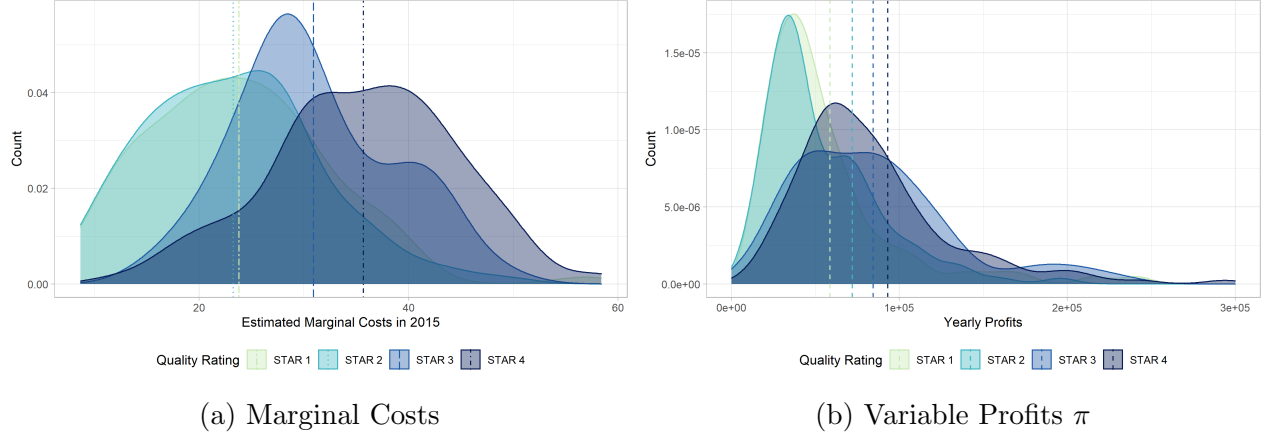 Count
0.04
0.02
0.00
20
40
60
Estimated Marginal Costs in 2015
Quality Rating STAR 1 STAR 2 STAR 3 STAR 4
(a) Marginal Costs
Count
1.5e-05
1.0e-05
5.0e-06
0.0e+00
0e+00
1e+05
2e+05
3e+05
Yearly Profits
Quality Rating STAR 1 STAR 2 STAR 3 STAR 4
(b) Variable Profits π